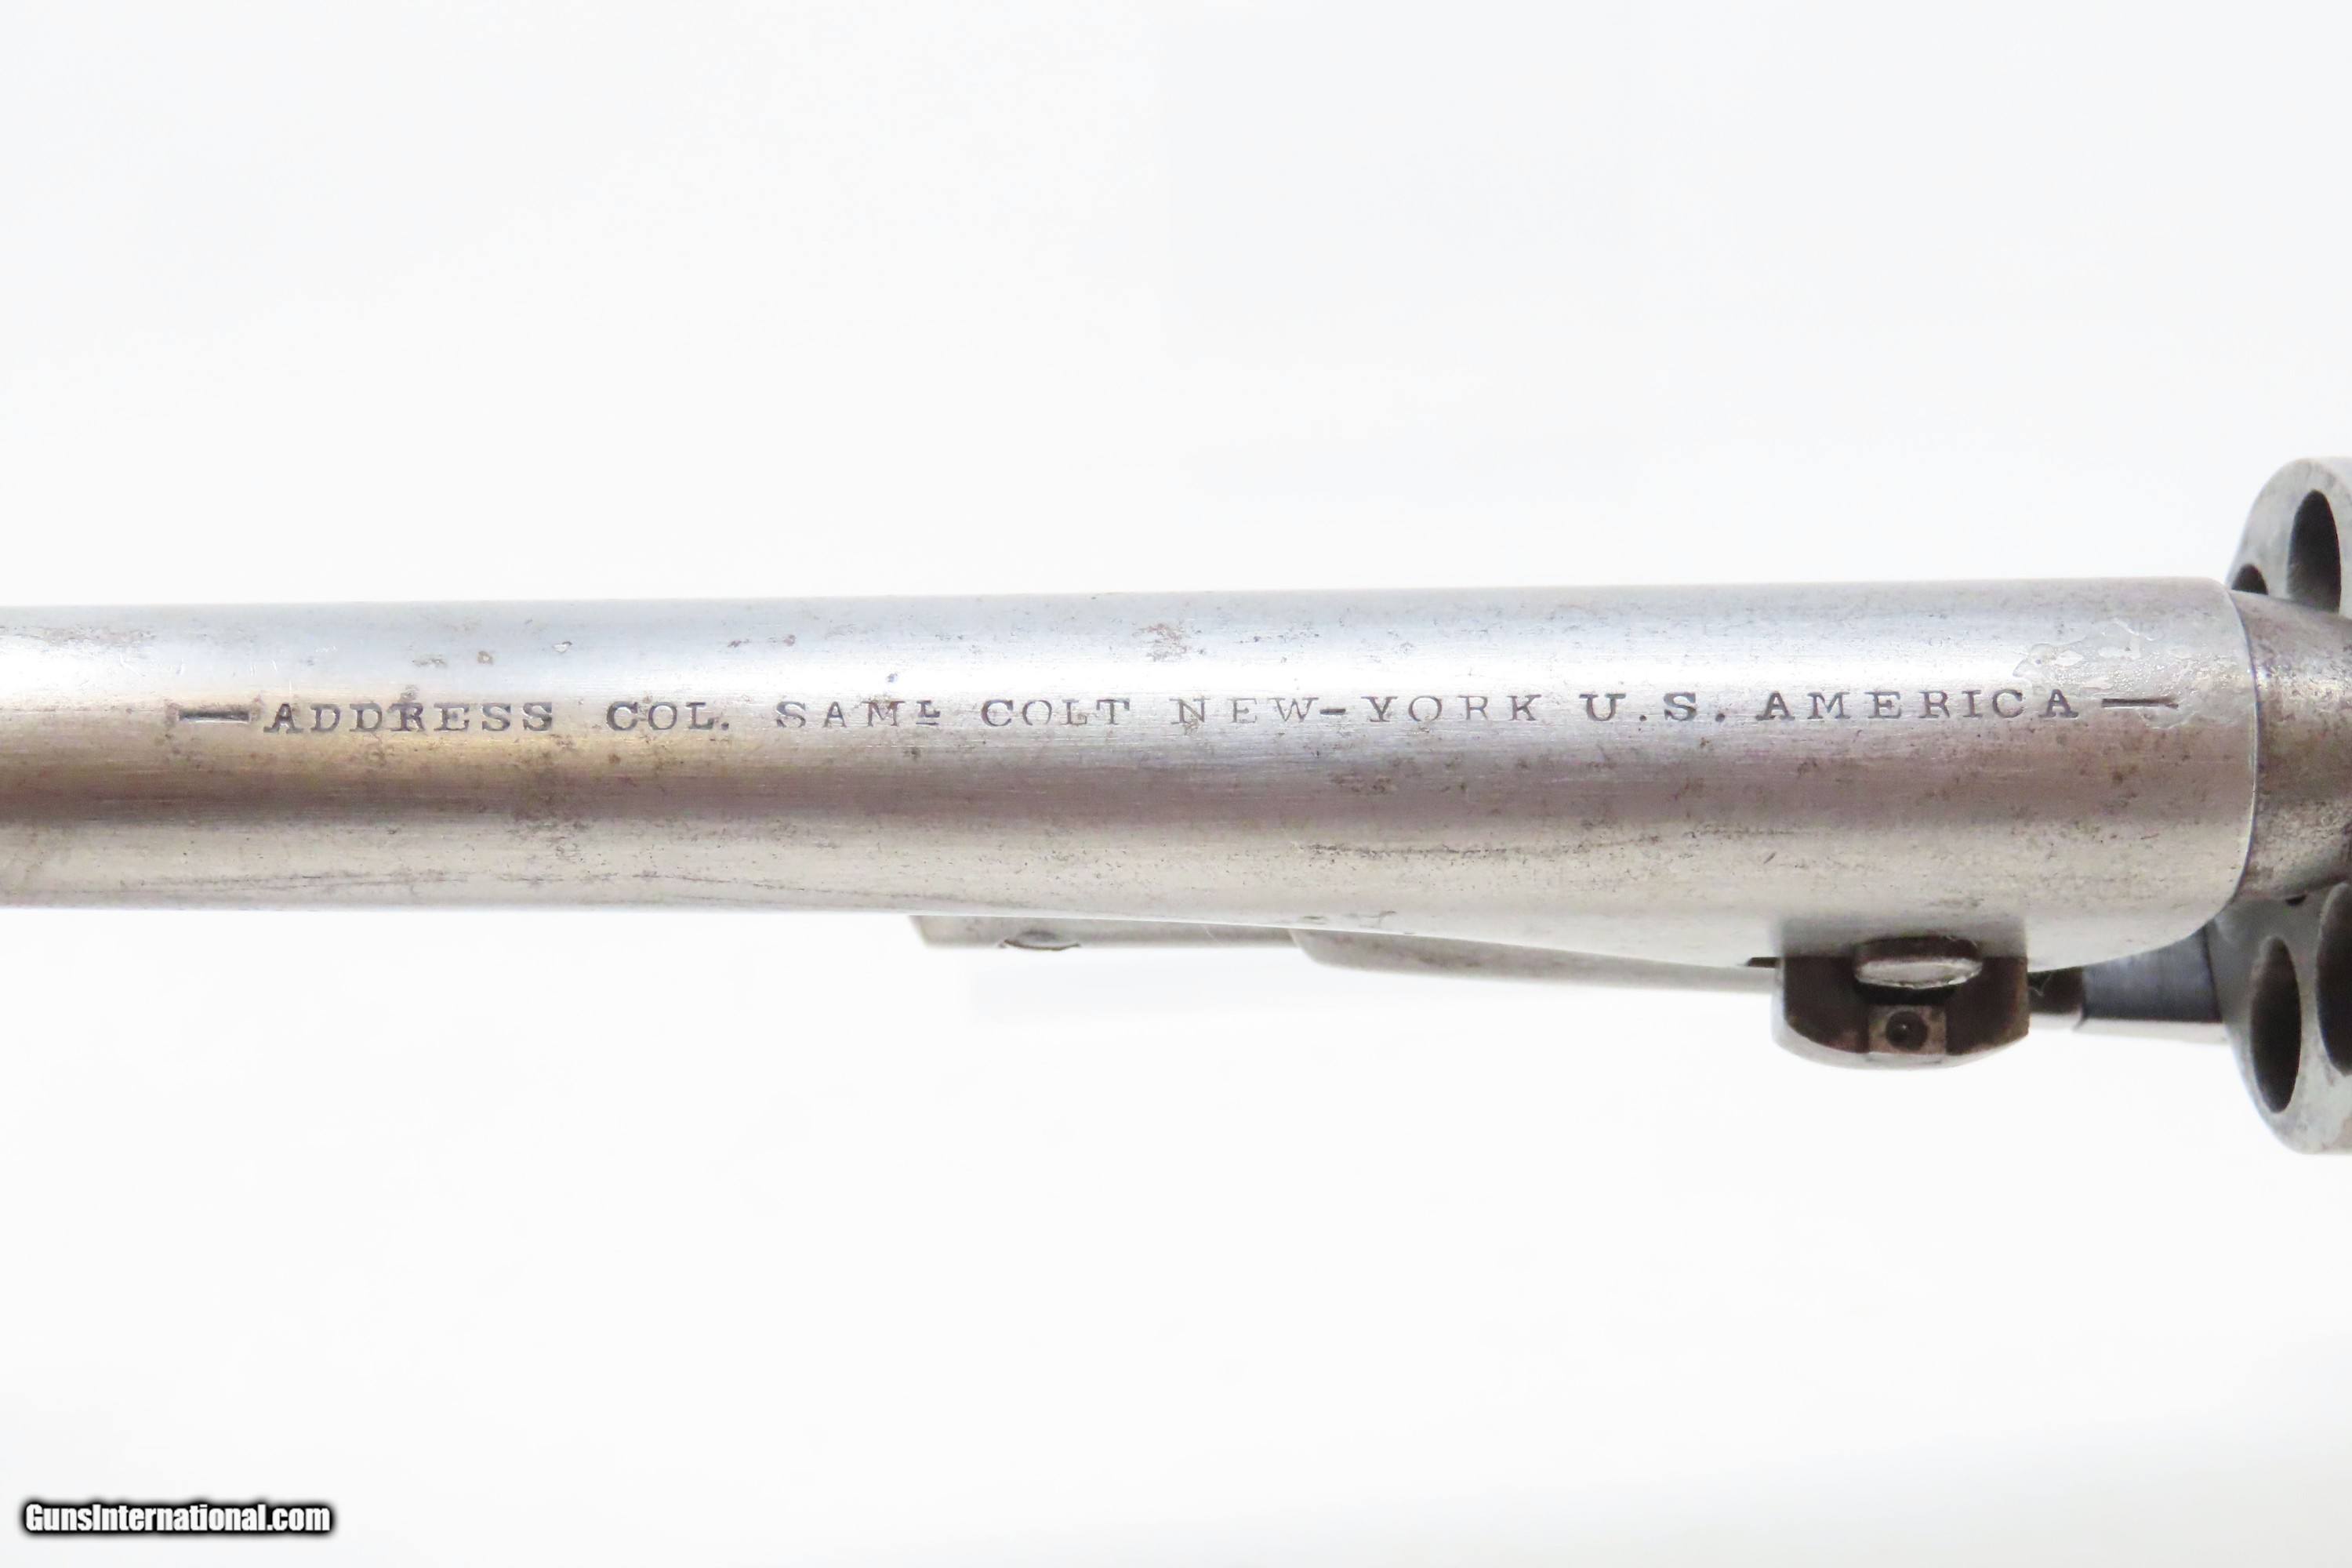 —ADDRESS COL. SAMᴸ COLT NEW-YORK U.S. AMERICA—
GunsInternational.com